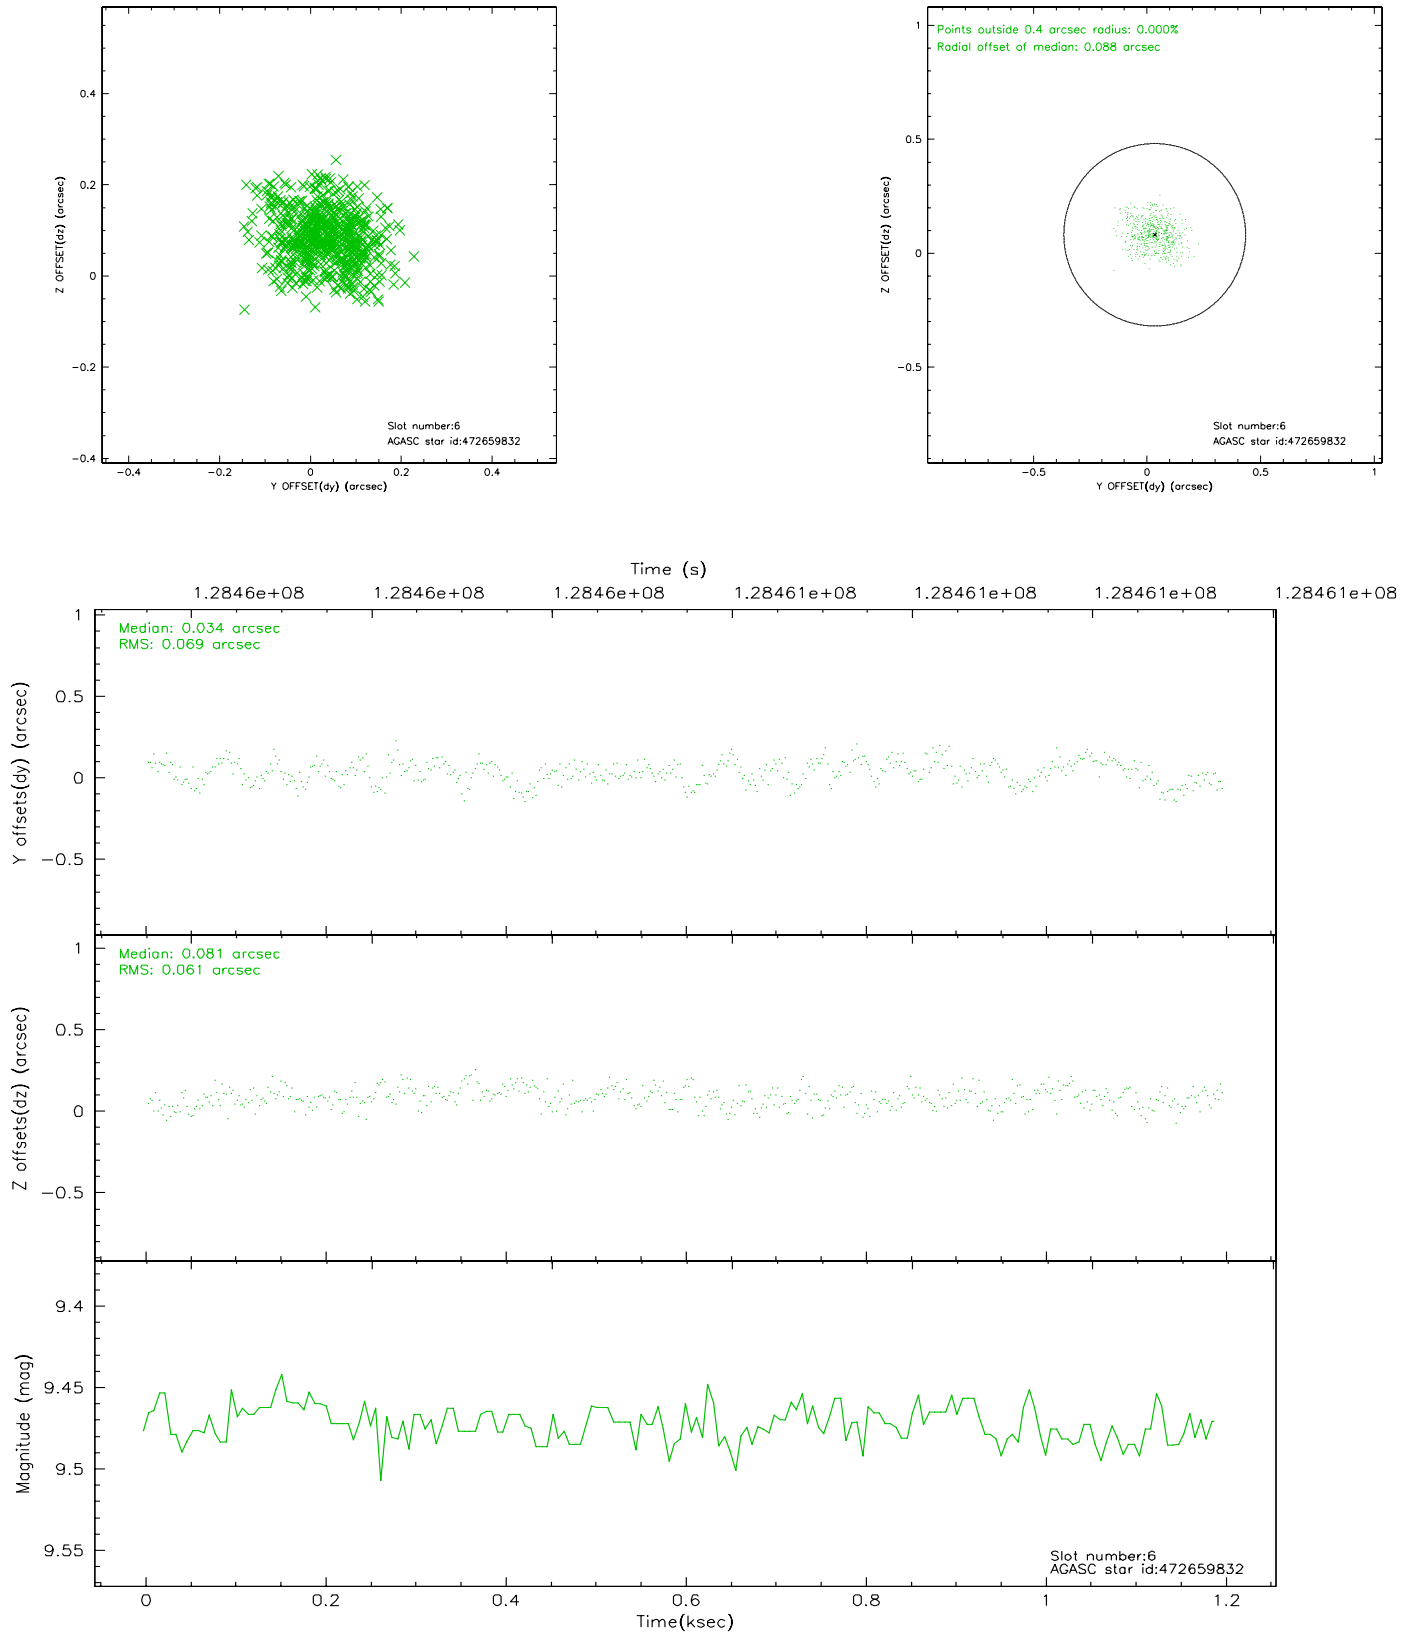 0.4
0.2
0
−0.2
−0.4
Z OFFSET(dz) (arcsec)
Slot number:6
AGASC star id:472659832
−0.4 −0.2 0 0.2 0.4
Y OFFSET(dy) (arcsec)
Points outside 0.4 arcsec radius: 0.000%
Radial offset of median: 0.088 arcsec
1
0.5
0
−0.5
Z OFFSET(dz) (arcsec)
Slot number:6
AGASC star id:472659832
−0.5 0 0.5 1
Y OFFSET(dy) (arcsec)
Time (s)
1.2846e+08 1.2846e+08 1.2846e+08 1.28461e+08 1.28461e+08 1.28461e+08 1.28461e+08
Median: 0.034 arcsec
RMS: 0.069 arcsec
1
0.5
0
−0.5
Y offsets(dy) (arcsec)
Median: 0.081 arcsec
RMS: 0.061 arcsec
1
0.5
0
−0.5
Z offsets(dz) (arcsec)
9.4
9.45
9.5
9.55
Magnitude (mag)
Slot number:6
AGASC star id:472659832
0 0.2 0.4 0.6 0.8 1 1.2
Time(ksec)